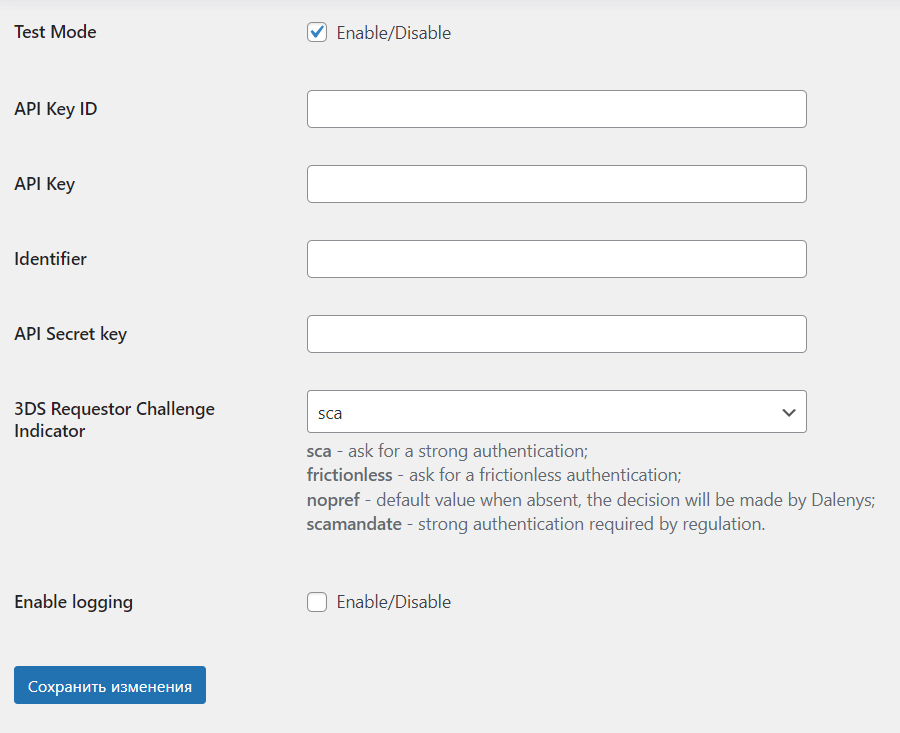 Test Mode
Enable/Disable
API Key ID
API Key
Identifier
API Secret key
3DS Requestor Challenge
Indicator
sca
sca - ask for a strong authentication;
frictionless - ask for a frictionless authentication;
nopref - default value when absent, the decision will be made by Dalenys;
scamandate - strong authentication required by regulation.
Enable logging
Enable/Disable
Сохранить изменения